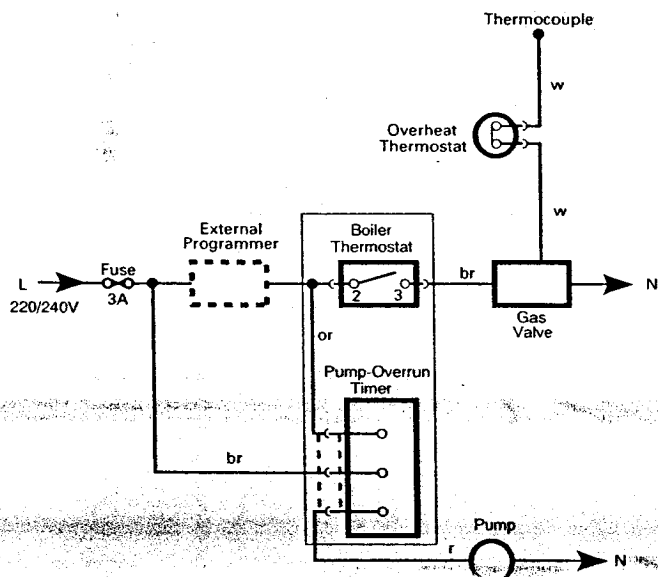 Thermocouple
w
Overheat
Thermostat
w
External
Programmer
Boiler
Thermostat
L
Fuse
3A
220/240V
2
3
br
Gas
Valve
N
or
Pump-Overrun
Timer
br
r
Pump
N